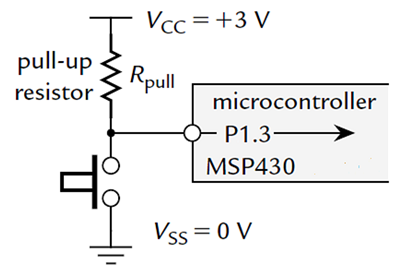 VCC = +3 V
pull-up
resistor
Rpull
microcontroller
P1.3
MSP430
VSS = 0 V